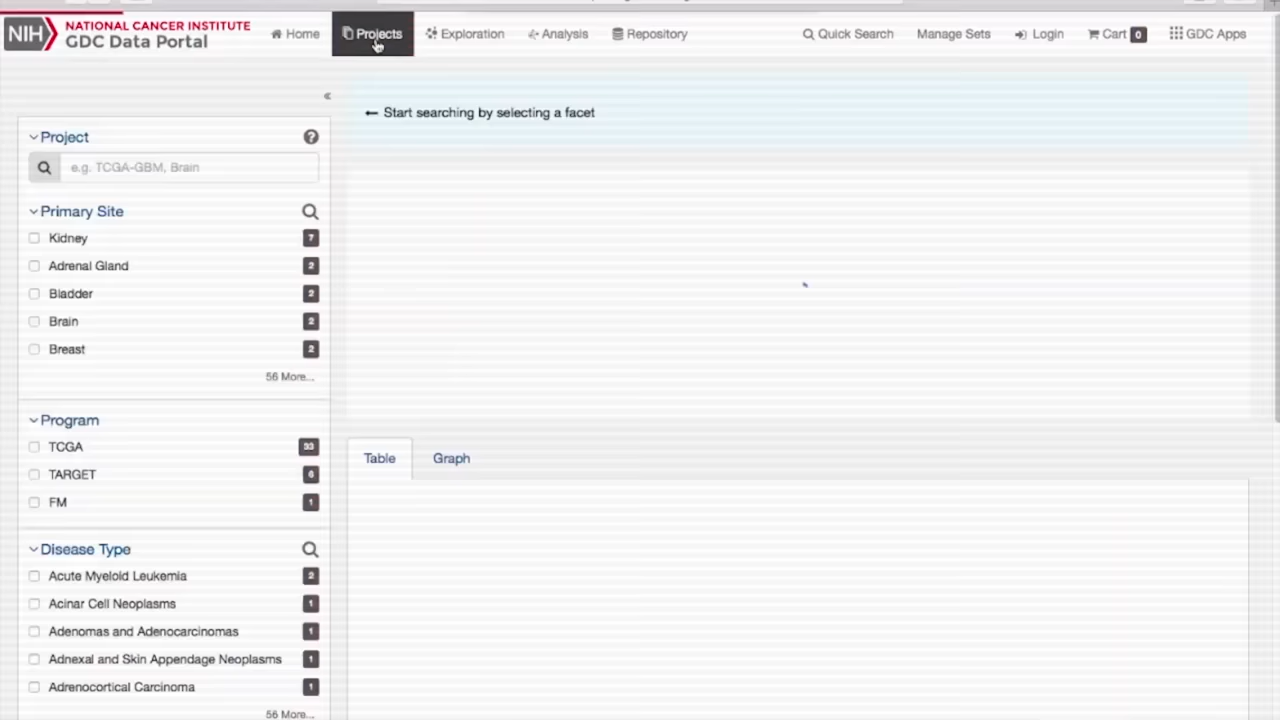 NIH NATIONAL CANCER INSTITUTE
GDC Data Portal
Home Projects Exploration Analysis Repository Quick Search Manage Sets Login Cart 0 GDC Apps
«
← Start searching by selecting a facet
Project
e.g. TCGA-GBM, Brain
Primary Site
Kidney 7
Adrenal Gland 2
Bladder 2
Brain 2
Breast 2
56 More...
Program
TCGA 33
TARGET 6
FM 1
Table Graph
Disease Type
Acute Myeloid Leukemia 2
Acinar Cell Neoplasms 1
Adenomas and Adenocarcinomas 1
Adnexal and Skin Appendage Neoplasms 1
Adrenocortical Carcinoma 1
56 More...